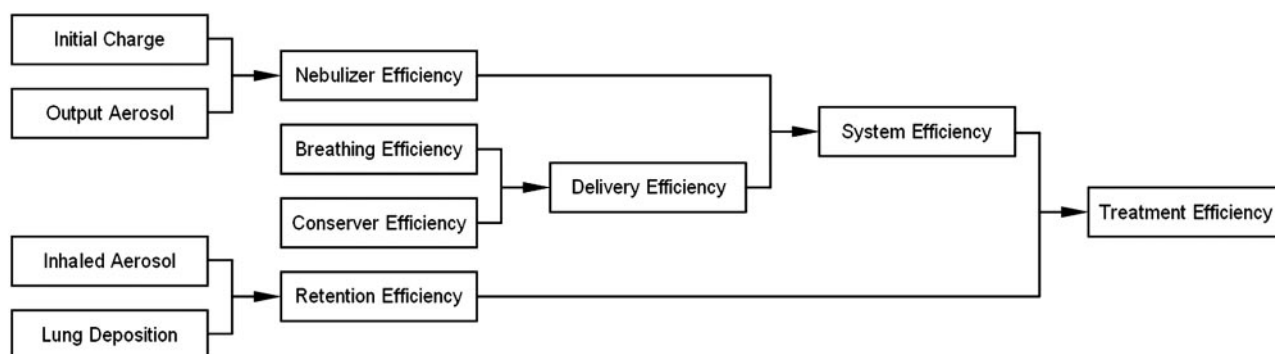 Initial Charge
Output Aerosol
Nebulizer Efficiency
Breathing Efficiency
Conserver Efficiency
Delivery Efficiency
System Efficiency
Inhaled Aerosol
Lung Deposition
Retention Efficiency
Treatment Efficiency